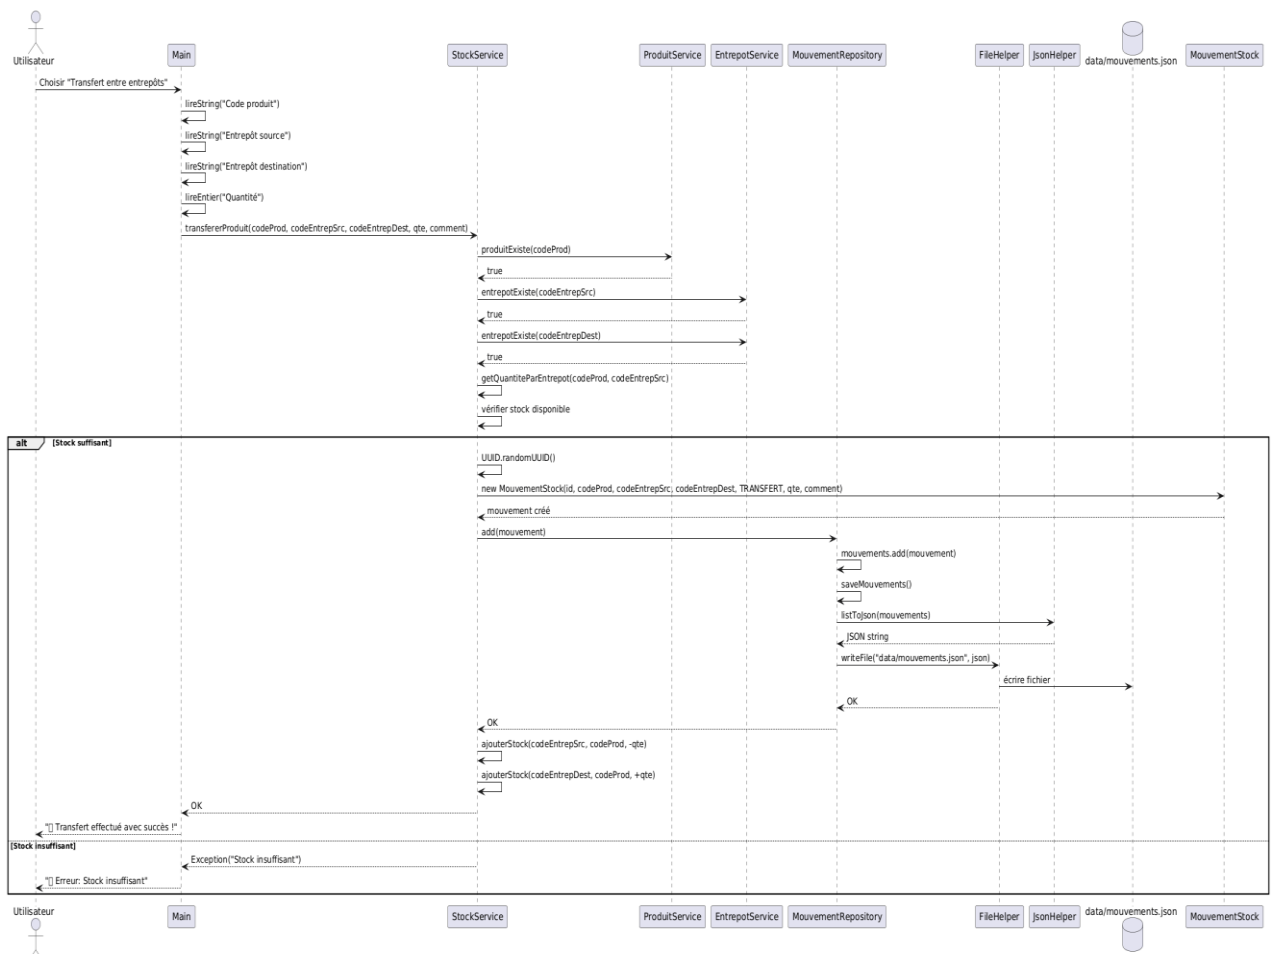 Utilisateur
Main
StockService
ProduitService
EntrepotService
MouvementRepository
FileHelper
JsonHelper
data/mouvements.json
MouvementStock
Choisir "Transfert entre entrepôts"
lireString("Code produit")
lireString("Entrepôt source")
lireString("Entrepôt destination")
lireEntier("Quantité")
transfererProduit(codeProd, codeEntrepSrc, codeEntrepDest, qte, comment)
produitExiste(codeProd)
true
entrepotExiste(codeEntrepSrc)
true
entrepotExiste(codeEntrepDest)
true
getQuantiteParEntrepot(codeProd, codeEntrepSrc)
vérifier stock disponible
alt [Stock suffisant]
UUID.randomUUID()
new MouvementStock(id, codeProd, codeEntrepSrc, codeEntrepDest, TRANSFERT, qte, comment)
mouvement créé
add(mouvement)
mouvements.add(mouvement)
saveMouvements()
listToJson(mouvements)
JSON string
writeFile("data/mouvements.json", json)
écrire fichier
OK
OK
ajouterStock(codeEntrepSrc, codeProd, -qte)
ajouterStock(codeEntrepDest, codeProd, +qte)
OK
"▯ Transfert effectué avec succès !"
[Stock insuffisant]
Exception("Stock insuffisant")
"▯ Erreur: Stock insuffisant"
Utilisateur
Main
StockService
ProduitService
EntrepotService
MouvementRepository
FileHelper
JsonHelper
data/mouvements.json
MouvementStock